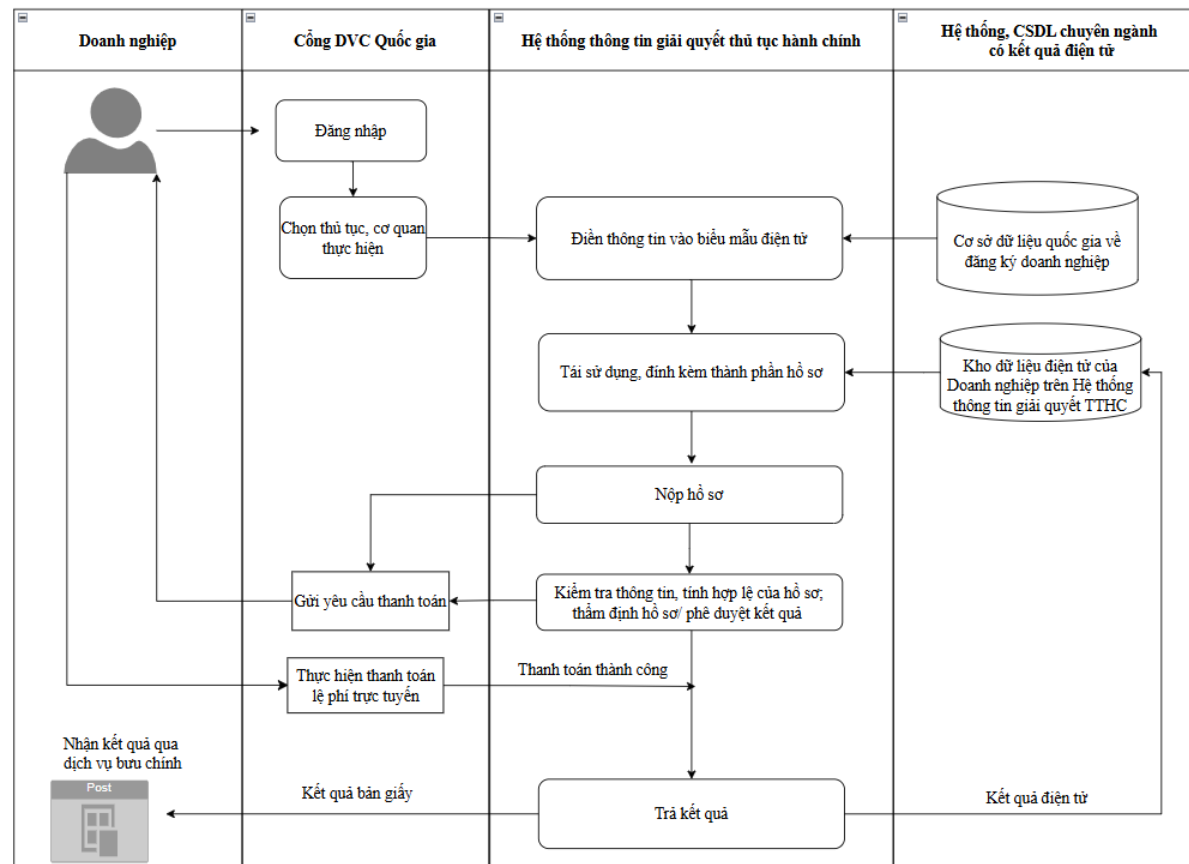 Doanh nghiệp
Cổng DVC Quốc gia
Hệ thống thông tin giải quyết thủ tục hành chính
Hệ thống, CSDL chuyên ngành
có kết quả điện tử
Đăng nhập
Chọn thủ tục, cơ quan
thực hiện
Điền thông tin vào biểu mẫu điện tử
Cơ sở dữ liệu quốc gia về
đăng ký doanh nghiệp
Tái sử dụng, đính kèm thành phần hồ sơ
Kho dữ liệu điện tử của
Doanh nghiệp trên Hệ thống
thông tin giải quyết TTHC
Nộp hồ sơ
Gửi yêu cầu thanh toán
Kiểm tra thông tin, tính hợp lệ của hồ sơ;
thẩm định hồ sơ/ phê duyệt kết quả
Thực hiện thanh toán
lệ phí trực tuyến
Thanh toán thành công
Nhận kết quả qua
dịch vụ bưu chính
Post
Kết quả bản giấy
Trả kết quả
Kết quả điện tử